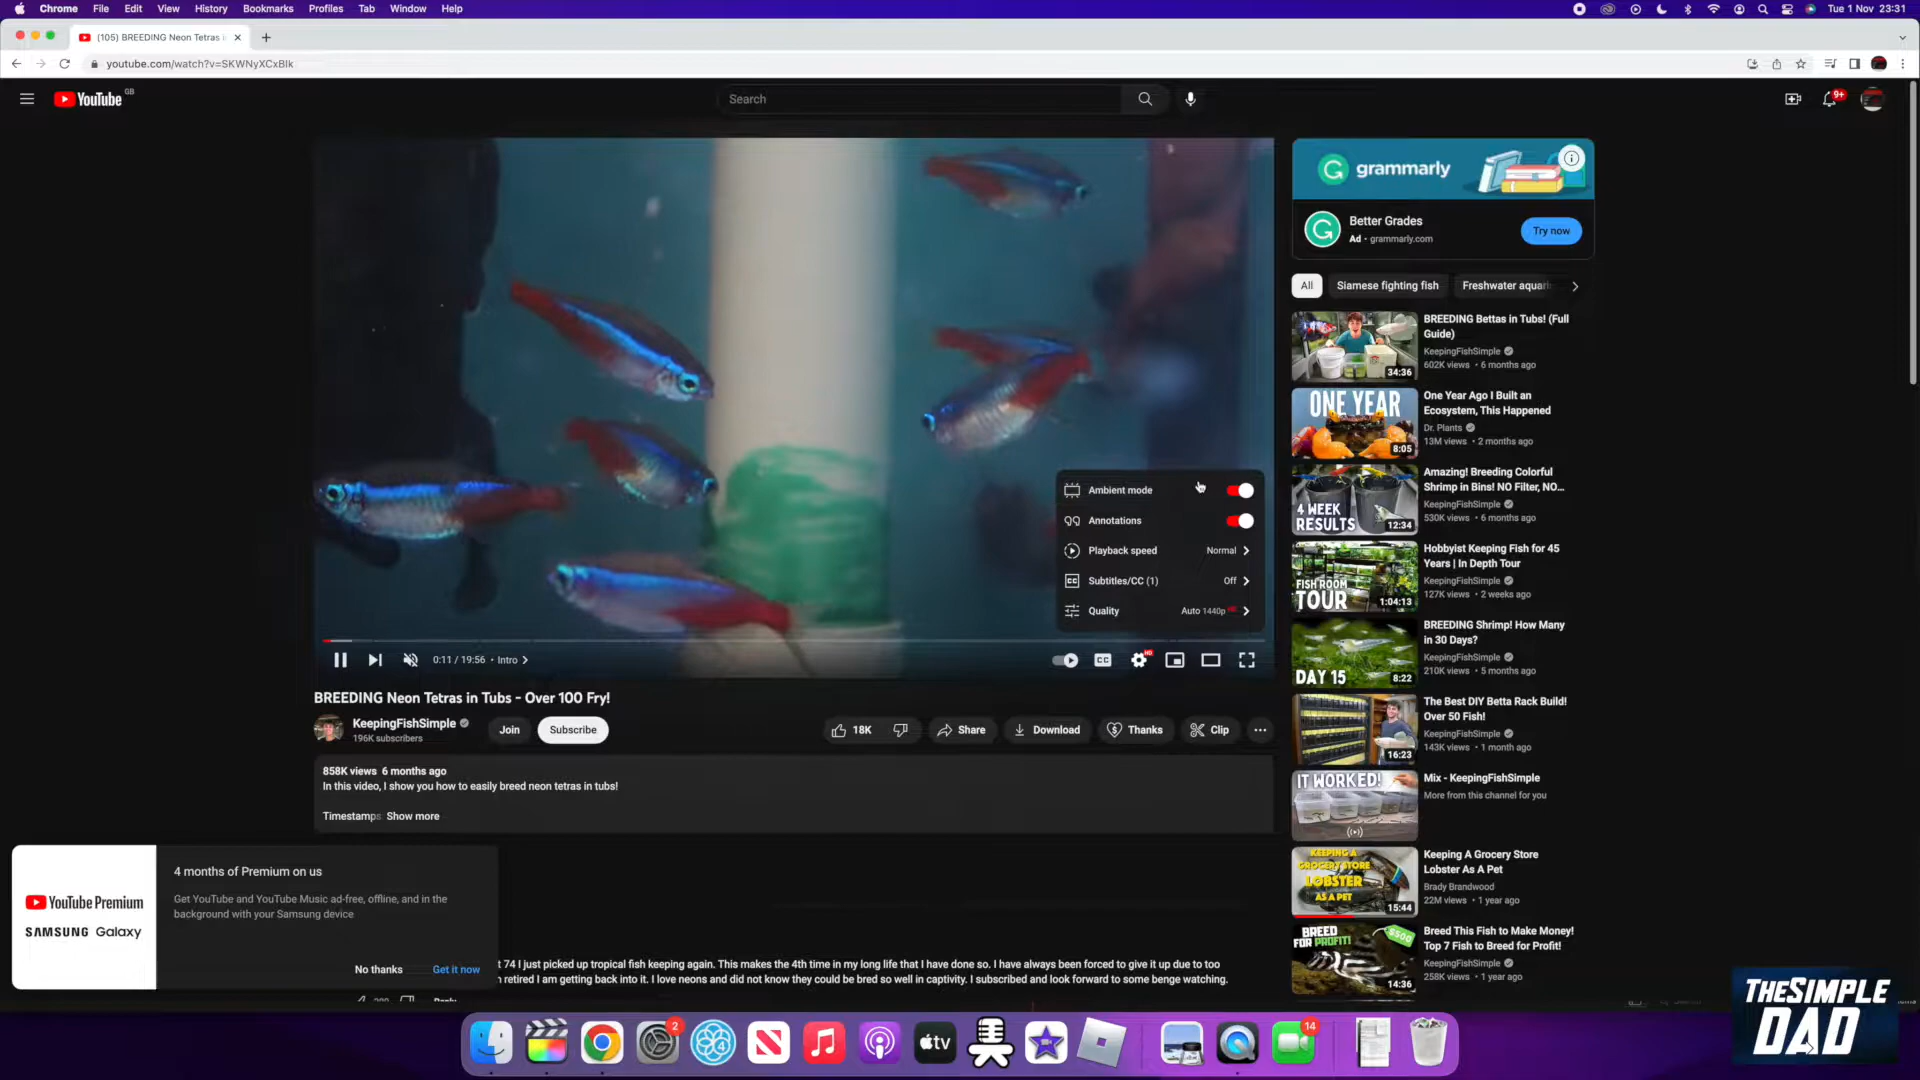 Chrome File Edit View History Bookmarks Profiles Tab Window Help
Tue 1 Nov 23:31
(105) BREEDING Neon Tetras i
youtube.com/watch?v=SKWNyXCxBIk
YouTube GB
Search
9+
grammarly
Better Grades
Ad • grammarly.com
Try now
All Siamese fighting fish Freshwater aquari
Ambient mode
Annotations
Playback speed Normal
Subtitles/CC (1) Off
Quality Auto 1440p
0:11 / 19:56 • Intro
CC HD
BREEDING Neon Tetras in Tubs - Over 100 Fry!
KeepingFishSimple
196K subscribers
Join Subscribe
18K Share Download Thanks Clip
858K views 6 months ago
In this video, I show you how to easily breed neon tetras in tubs!
Timestamps Show more
YouTube Premium
SAMSUNG Galaxy
4 months of Premium on us
Get YouTube and YouTube Music ad-free, offline, and in the
background with your Samsung device
No thanks Get it now
t 74 I just picked up tropical fish keeping again. This makes the 4th time in my long life that I have done so. I have always been forced to give it up due to too
retired I am getting back into it. I love neons and did not know they could be bred so well in captivity. I subscribed and look forward to some benge watching.
Reply
34:36
BREEDING Bettas in Tubs! (Full
Guide)
KeepingFishSimple
602K views • 6 months ago
ONE YEAR
8:05
One Year Ago I Built an
Ecosystem, This Happened
Dr. Plants
13M views • 2 months ago
4 WEEK
RESULTS
12:34
Amazing! Breeding Colorful
Shrimp in Bins! NO Filter, NO...
KeepingFishSimple
530K views • 6 months ago
FISH ROOM
TOUR
1:04:13
Hobbyist Keeping Fish for 45
Years | In Depth Tour
KeepingFishSimple
127K views • 2 weeks ago
DAY 15
8:22
BREEDING Shrimp! How Many
in 30 Days?
KeepingFishSimple
210K views • 5 months ago
16:23
The Best DIY Betta Rack Build!
Over 50 Fish!
KeepingFishSimple
143K views • 1 month ago
IT WORKED!
Mix - KeepingFishSimple
More from this channel for you
KEEPING A
GROCERY STORE
LOBSTER
AS A PET
15:44
Keeping A Grocery Store
Lobster As A Pet
Brady Brandwood
22M views • 1 year ago
BREED
FOR PROFIT!
$500
14:36
Breed This Fish to Make Money!
Top 7 Fish to Breed for Profit!
KeepingFishSimple
258K views • 1 year ago
2
4
tv
14
THE SIMPLE
DAD